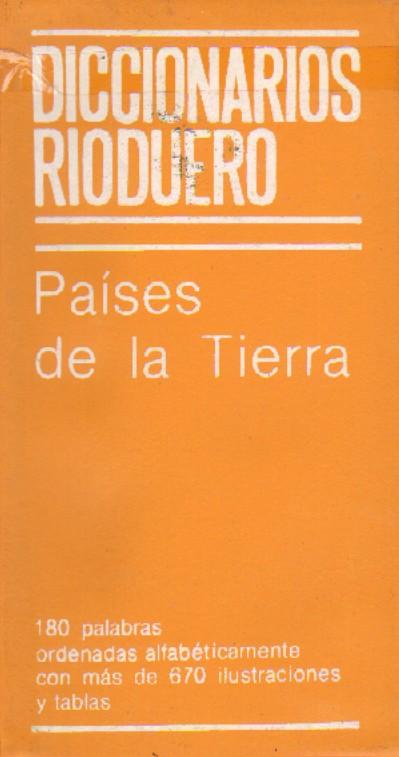 DICCIONARIOS
RIODUERO
Países
de la Tierra
180 palabras
ordenadas alfabéticamente
con más de 670 ilustraciones
y tablas